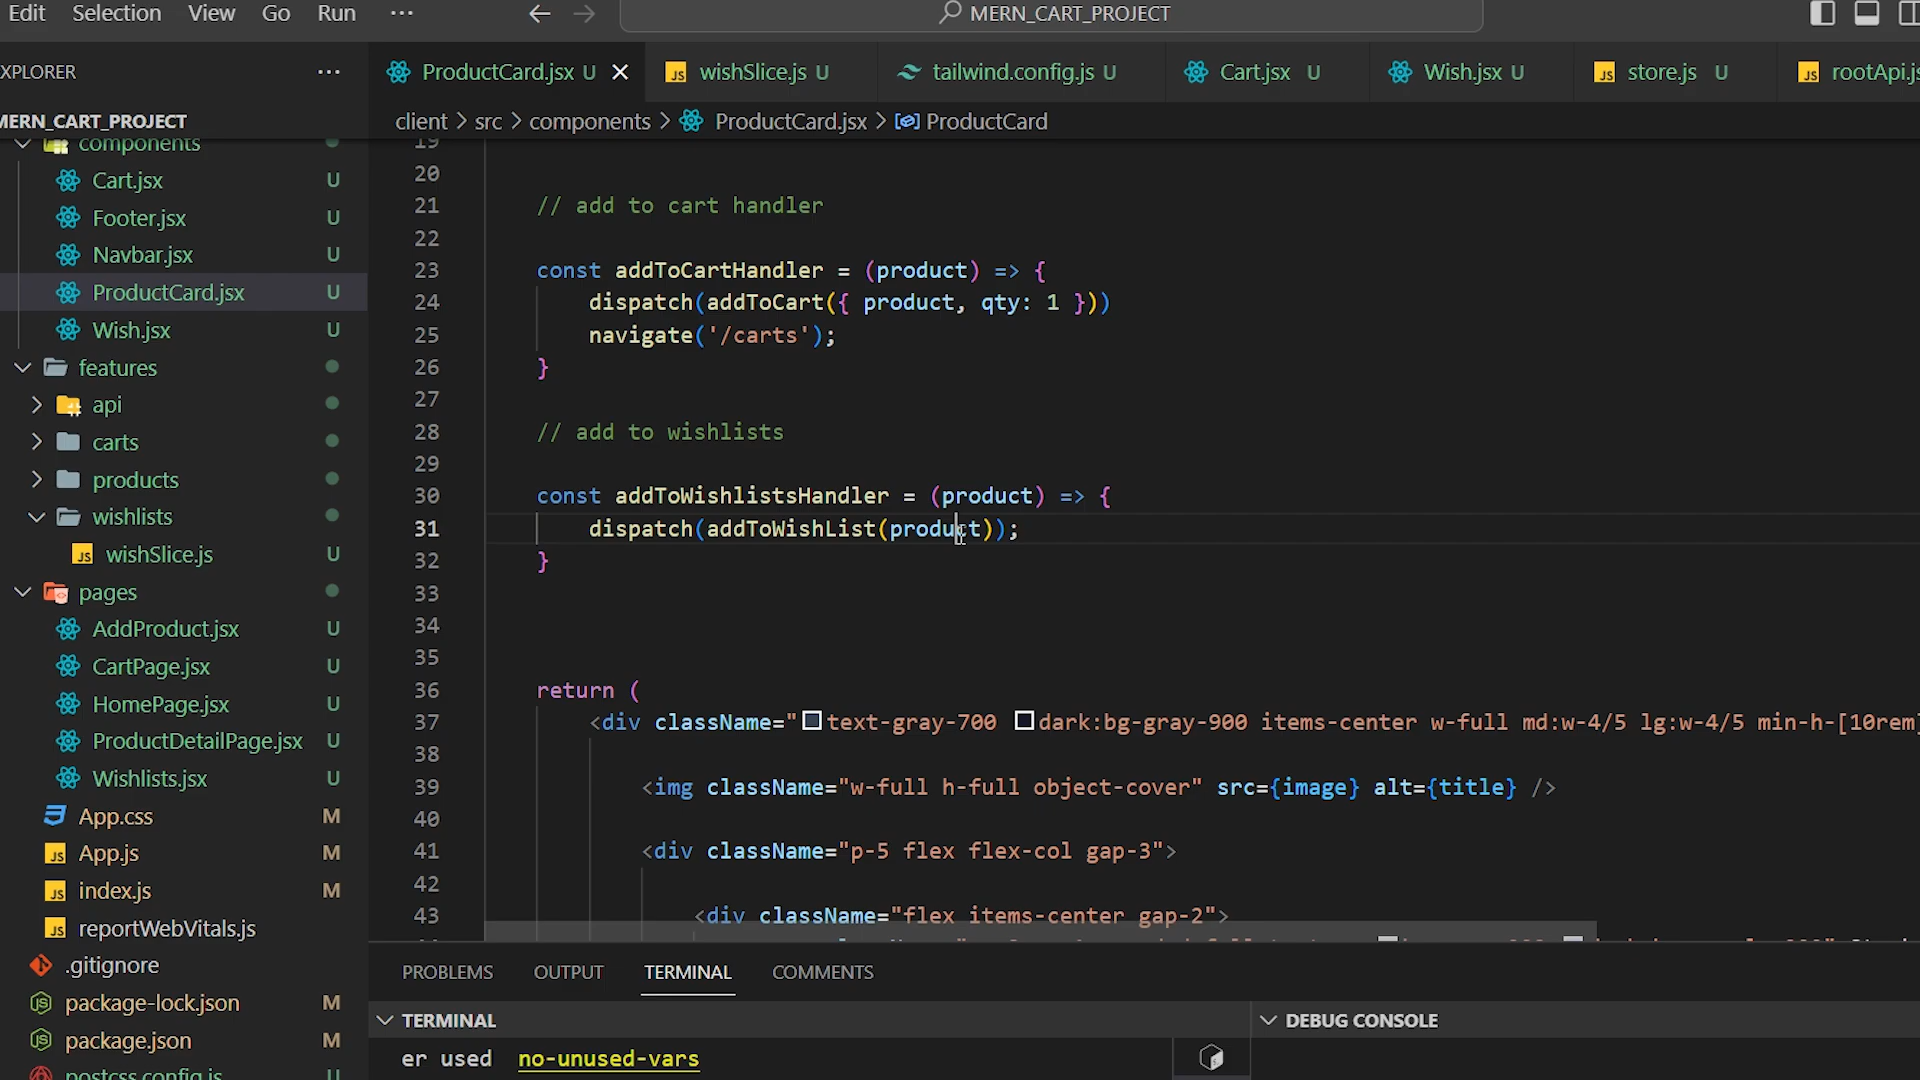 Edit Selection View Go Run ···
MERN_CART_PROJECT
XPLORER ···
ProductCard.jsx U
wishSlice.js U
tailwind.config.js U
Cart.jsx U
Wish.jsx U
store.js U
rootApi.js
client > src > components > ProductCard.jsx > ProductCard
MERN_CART_PROJECT
components
Cart.jsx U
Footer.jsx U
Navbar.jsx U
ProductCard.jsx U
Wish.jsx U
features
api
carts
products
wishlists
wishSlice.js U
pages
AddProduct.jsx U
CartPage.jsx U
HomePage.jsx U
ProductDetailPage.jsx U
Wishlists.jsx U
App.css M
App.js M
index.js M
reportWebVitals.js
.gitignore
package-lock.json M
package.json M
postcss.config.js U
19
20
21 // add to cart handler
22
23 const addToCartHandler = (product) => {
24 dispatch(addToCart({ product, qty: 1 }))
25 navigate('/carts');
26 }
27
28 // add to wishlists
29
30 const addToWishlistsHandler = (product) => {
31 dispatch(addToWishList(product));
32 }
33
34
35
36 return (
37 <div className="text-gray-700 dark:bg-gray-900 items-center w-full md:w-4/5 lg:w-4/5 min-h-[10rem]
38
39 <img className="w-full h-full object-cover" src={image} alt={title} />
40
41 <div className="p-5 flex flex-col gap-3">
42
43 <div className="flex items-center gap-2">
PROBLEMS OUTPUT TERMINAL COMMENTS
TERMINAL
DEBUG CONSOLE
er used no-unused-vars